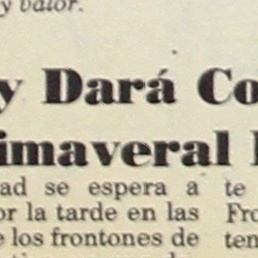 y valor.
y Dará Co
imaveral
ad se espera a te
or la tarde en las Fro
e los frontones de ten